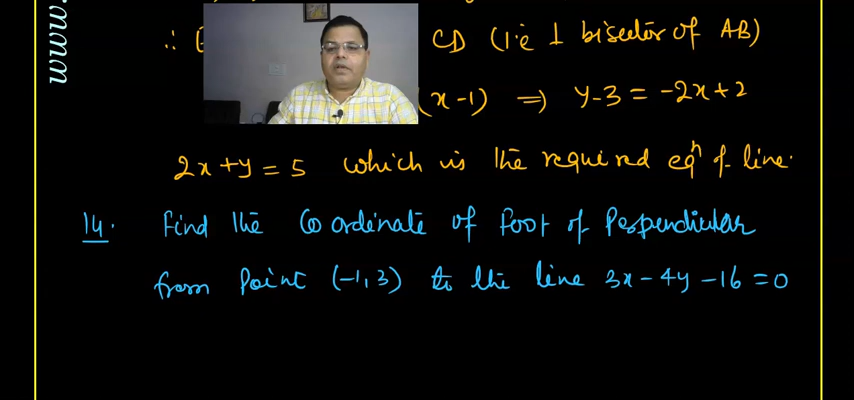 www.
∴ CD (i.e ⊥ bisector of AB)
(x-1) ⇒ y-3 = -2x+2
2x+y = 5 which is the required eqn of line.
14. Find the Coordinate of foot of Perpendicular
from point (-1,3) to the line 3x-4y-16=0